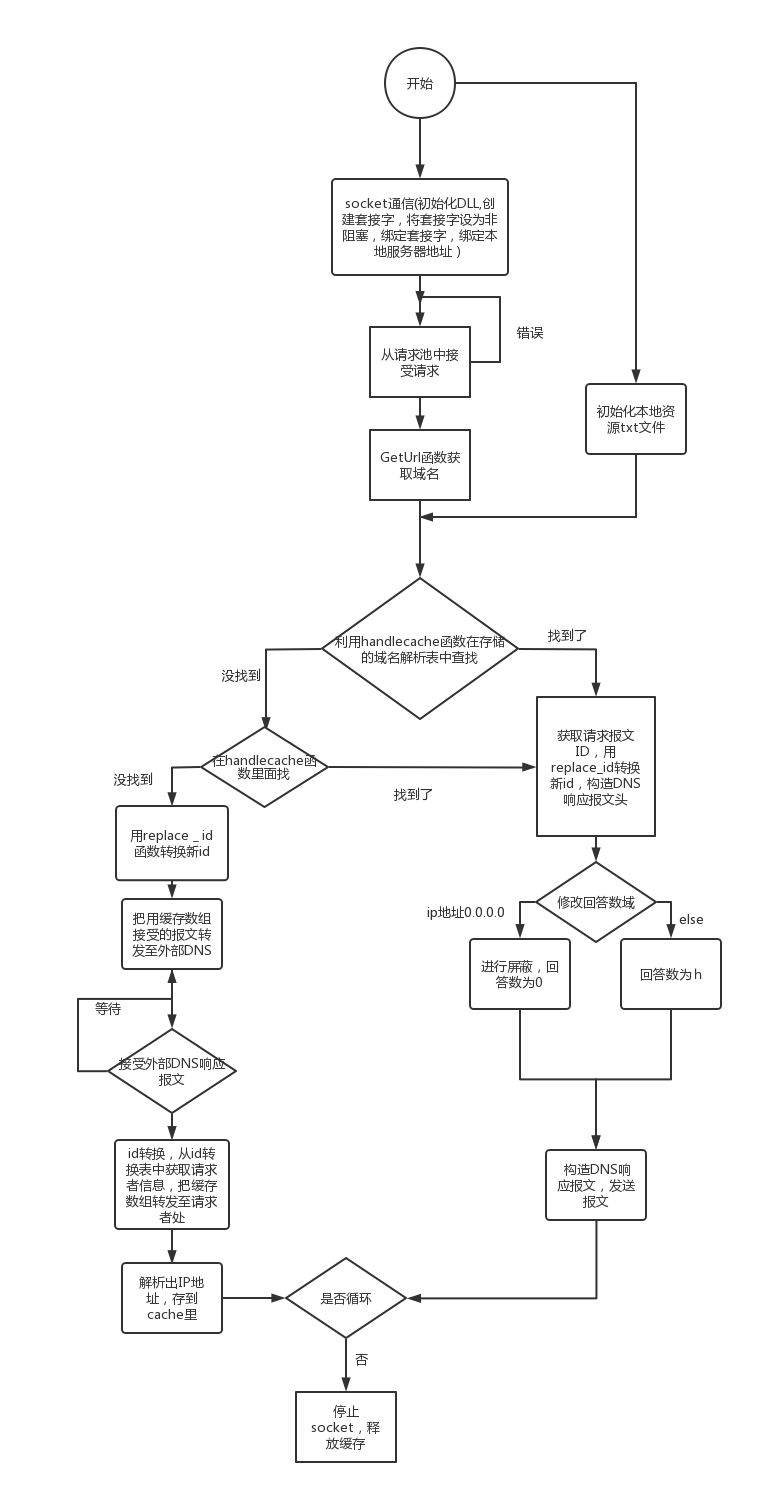 开始
socket通信(初始化DLL,创
建套接字，将套接字设为非
阻塞，绑定套接字，绑定本
地服务器地址）
错误
从请求池中接
受请求
初始化本地资
源txt文件
GetUrl函数获
取域名
利用handlecache函数在存储
的域名解析表中查找
找到了
没找到
在handlecache函
数里面找
获取请求报文
ID，用
replace_id转换
新id，构造DNS
响应报文头
没找到
找到了
用replace _ id
函数转换新id
修改回答数域
ip地址0.0.0.0
else
把用缓存数组
接受的报文转
发至外部DNS
进行屏蔽，回
答数为0
回答数为 h
等待
接受外部DNS响应
报文
id转换，从id转
换表中获取请求
者信息，把缓存
数组转发至请求
者处
构造DNS响
应报文，发送
报文
解析出IP地
址，存到
cache里
是否循环
否
停止
socket，释
放缓存